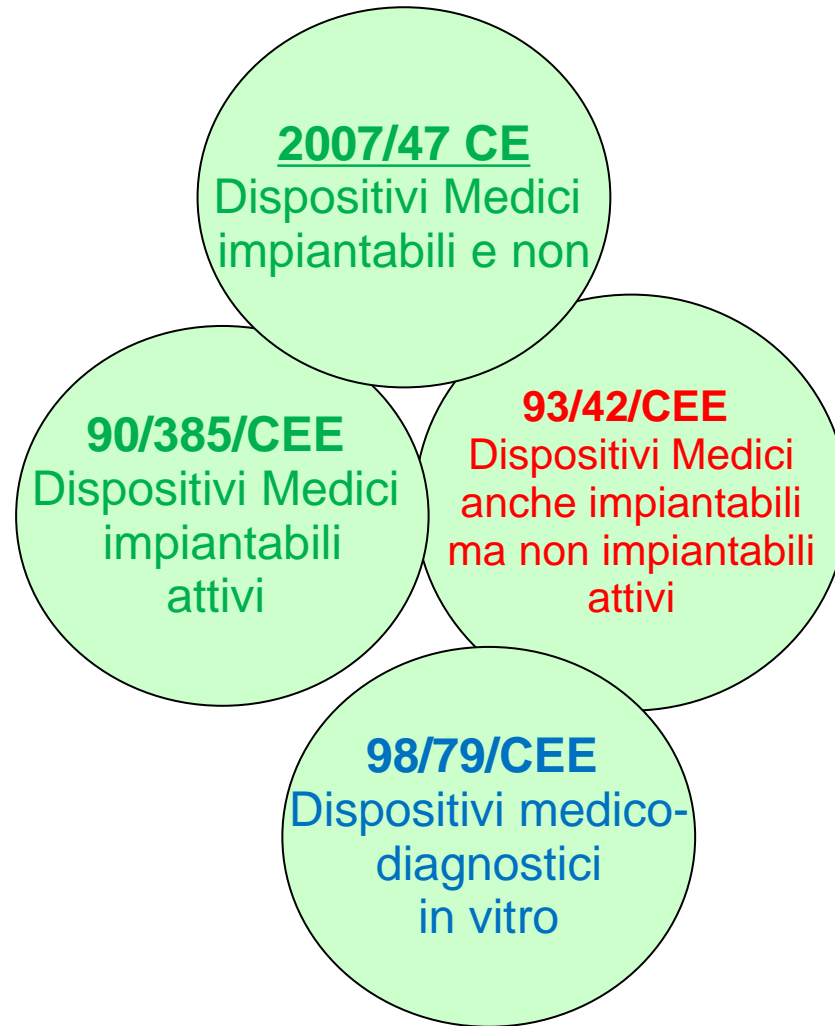 2007/47 CE
Dispositivi Medici
impiantabili e non
90/385/CEE
Dispositivi Medici
impiantabili
attivi
93/42/CEE
Dispositivi Medici
anche impiantabili
ma non impiantabili
attivi
98/79/CEE
Dispositivi medico-
diagnostici
in vitro